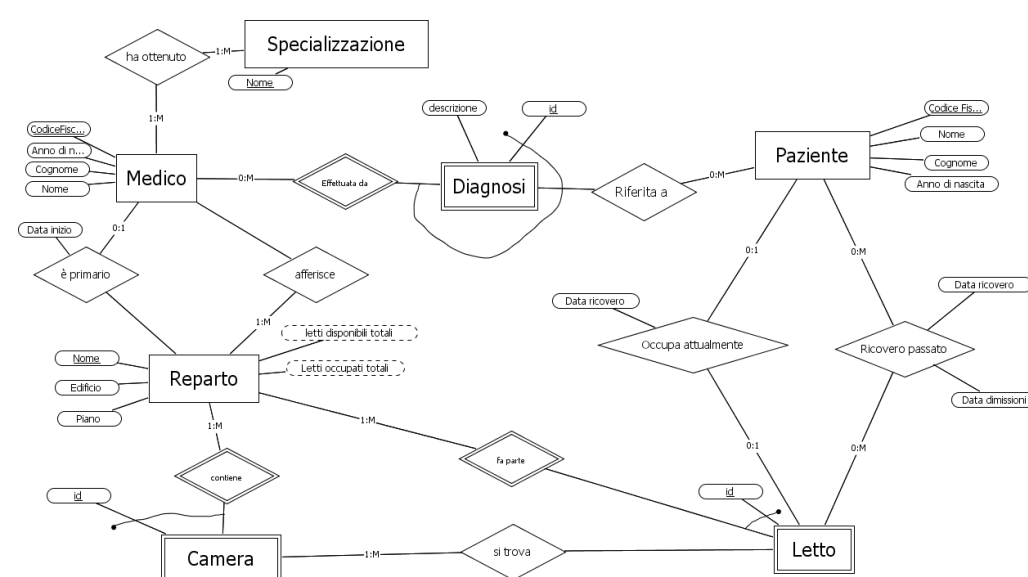 Specializzazione
ha ottenuto
1:M
Nome
1:M
CodiceFisc...
Anno di n...
Cognome
Nome
Medico
0:M
Effettuata da
descrizione
id
Diagnosi
Riferita a
0:M
Codice Fis...
Nome
Cognome
Anno di nascita
Paziente
0:1
Data inizio
è primario
afferisce
1:M
0:1
0:M
Data ricovero
Data ricovero
Occupa attualmente
Ricovero passato
Data dimissioni
letti disponibili totali
Letti occupati totali
Nome
Edificio
Piano
Reparto
1:M
1:M
0:1
0:M
contiene
fa parte
id
id
Camera
1:M
si trova
Letto